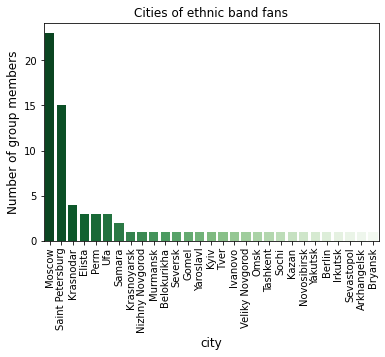 Cities of ethnic band fans
Number of group members
20
15
10
5
0
Moscow
Saint Petersburg
Krasnodar
Elista
Perm
Ufa
Samara
Krasnoyarsk
Nizhny Novgorod
Murmansk
Belokurikha
Seversk
Gomel
Yaroslavl
Kyiv
Tver
Ivanovo
Veliky Novgorod
Omsk
Tashkent
Sochi
Kazan
Novosibirsk
Yakutsk
Berlin
Irkutsk
Sevastopol
Arkhangelsk
Bryansk
city